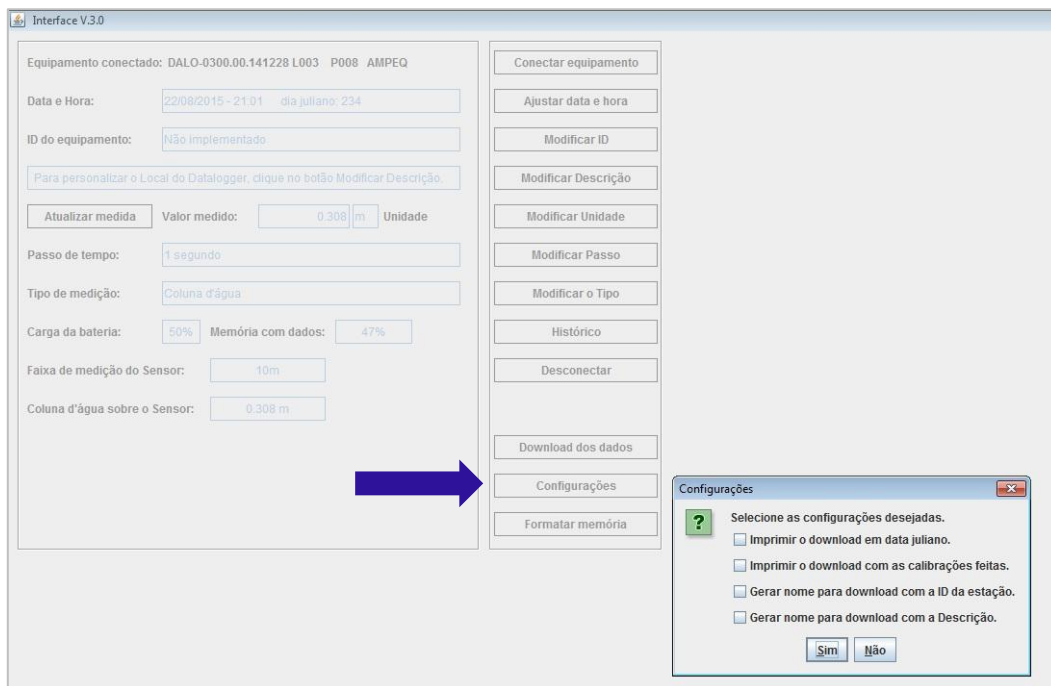 Interface V.3.0
Equipamento conectado: DALO-0300.00.141228 L003 P008 AMPEQ
Data e Hora: 22/08/2015 - 21:01 dia juliano: 234
ID do equipamento: Não implementado
Para personalizar o Local do Datalogger, clique no botão Modificar Descrição.
Atualizar medida Valor medido: 0.308 m Unidade
Passo de tempo: 1 segundo
Tipo de medição: Coluna d'água
Carga da bateria: 50% Memória com dados: 47%
Faixa de medição do Sensor: 10m
Coluna d'água sobre o Sensor: 0.308 m
Conectar equipamento
Ajustar data e hora
Modificar ID
Modificar Descrição
Modificar Unidade
Modificar Passo
Modificar o Tipo
Histórico
Desconectar
Download dos dados
Configurações
Formatar memória
Configurações
?
Selecione as configurações desejadas.
Imprimir o download em data juliano.
Imprimir o download com as calibrações feitas.
Gerar nome para download com a ID da estação.
Gerar nome para download com a Descrição.
Sim Não